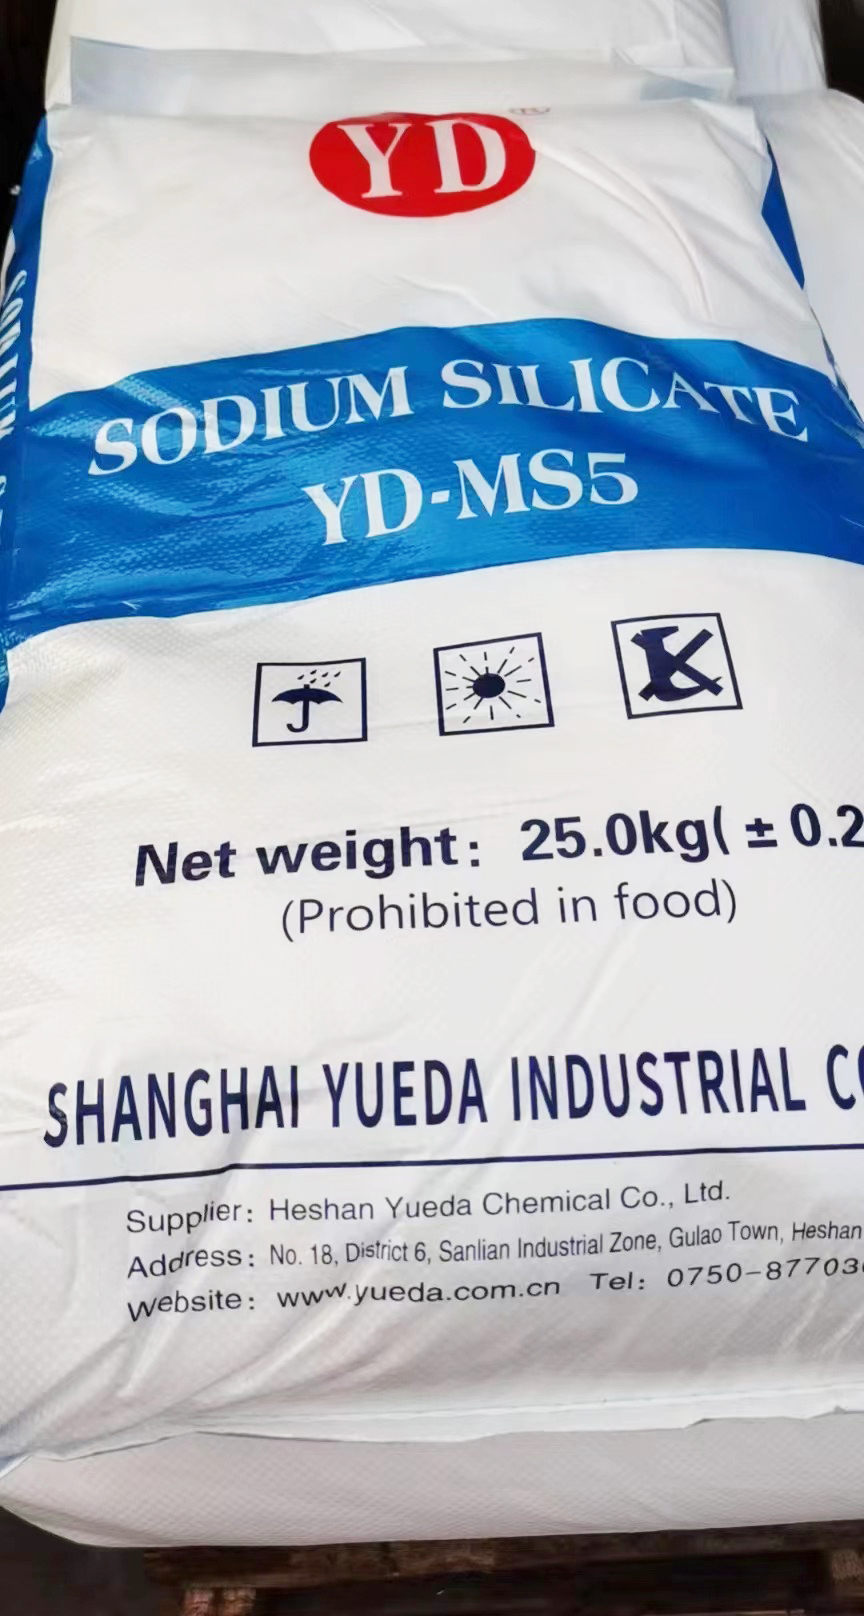 YD
SODIUM SILICATE
YD-MS5
Net weight: 25.0kg( ± 0.2
(Prohibited in food)
SHANGHAI YUEDA INDUSTRIAL CO
Supplier: Heshan Yueda Chemical Co., Ltd.
Address: No. 18, District 6, Sanlian Industrial Zone, Gulao Town, Heshan
Website: www.yueda.com.cn Tel: 0750-87703